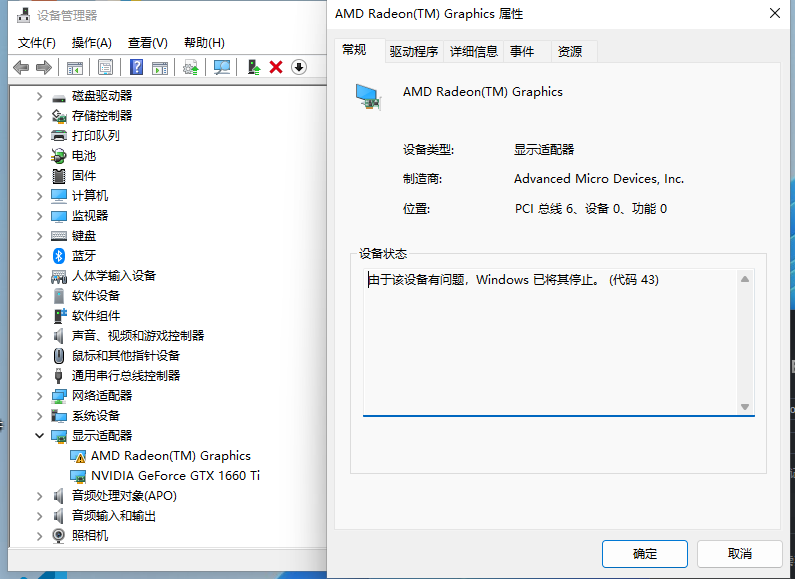 设备管理器
文件(F) 操作(A) 查看(V) 帮助(H)
磁盘驱动器
存储控制器
打印队列
电池
固件
计算机
监视器
键盘
蓝牙
人体学输入设备
软件设备
软件组件
声音、视频和游戏控制器
鼠标和其他指针设备
通用串行总线控制器
网络适配器
系统设备
显示适配器
AMD Radeon(TM) Graphics
NVIDIA GeForce GTX 1660 Ti
音频处理对象(APO)
音频输入和输出
照相机
AMD Radeon(TM) Graphics 属性
常规 驱动程序 详细信息 事件 资源
AMD Radeon(TM) Graphics
设备类型: 显示适配器
制造商: Advanced Micro Devices, Inc.
位置: PCI 总线 6、设备 0、功能 0
设备状态
由于该设备有问题，Windows 已将其停止。 (代码 43)
确定 取消